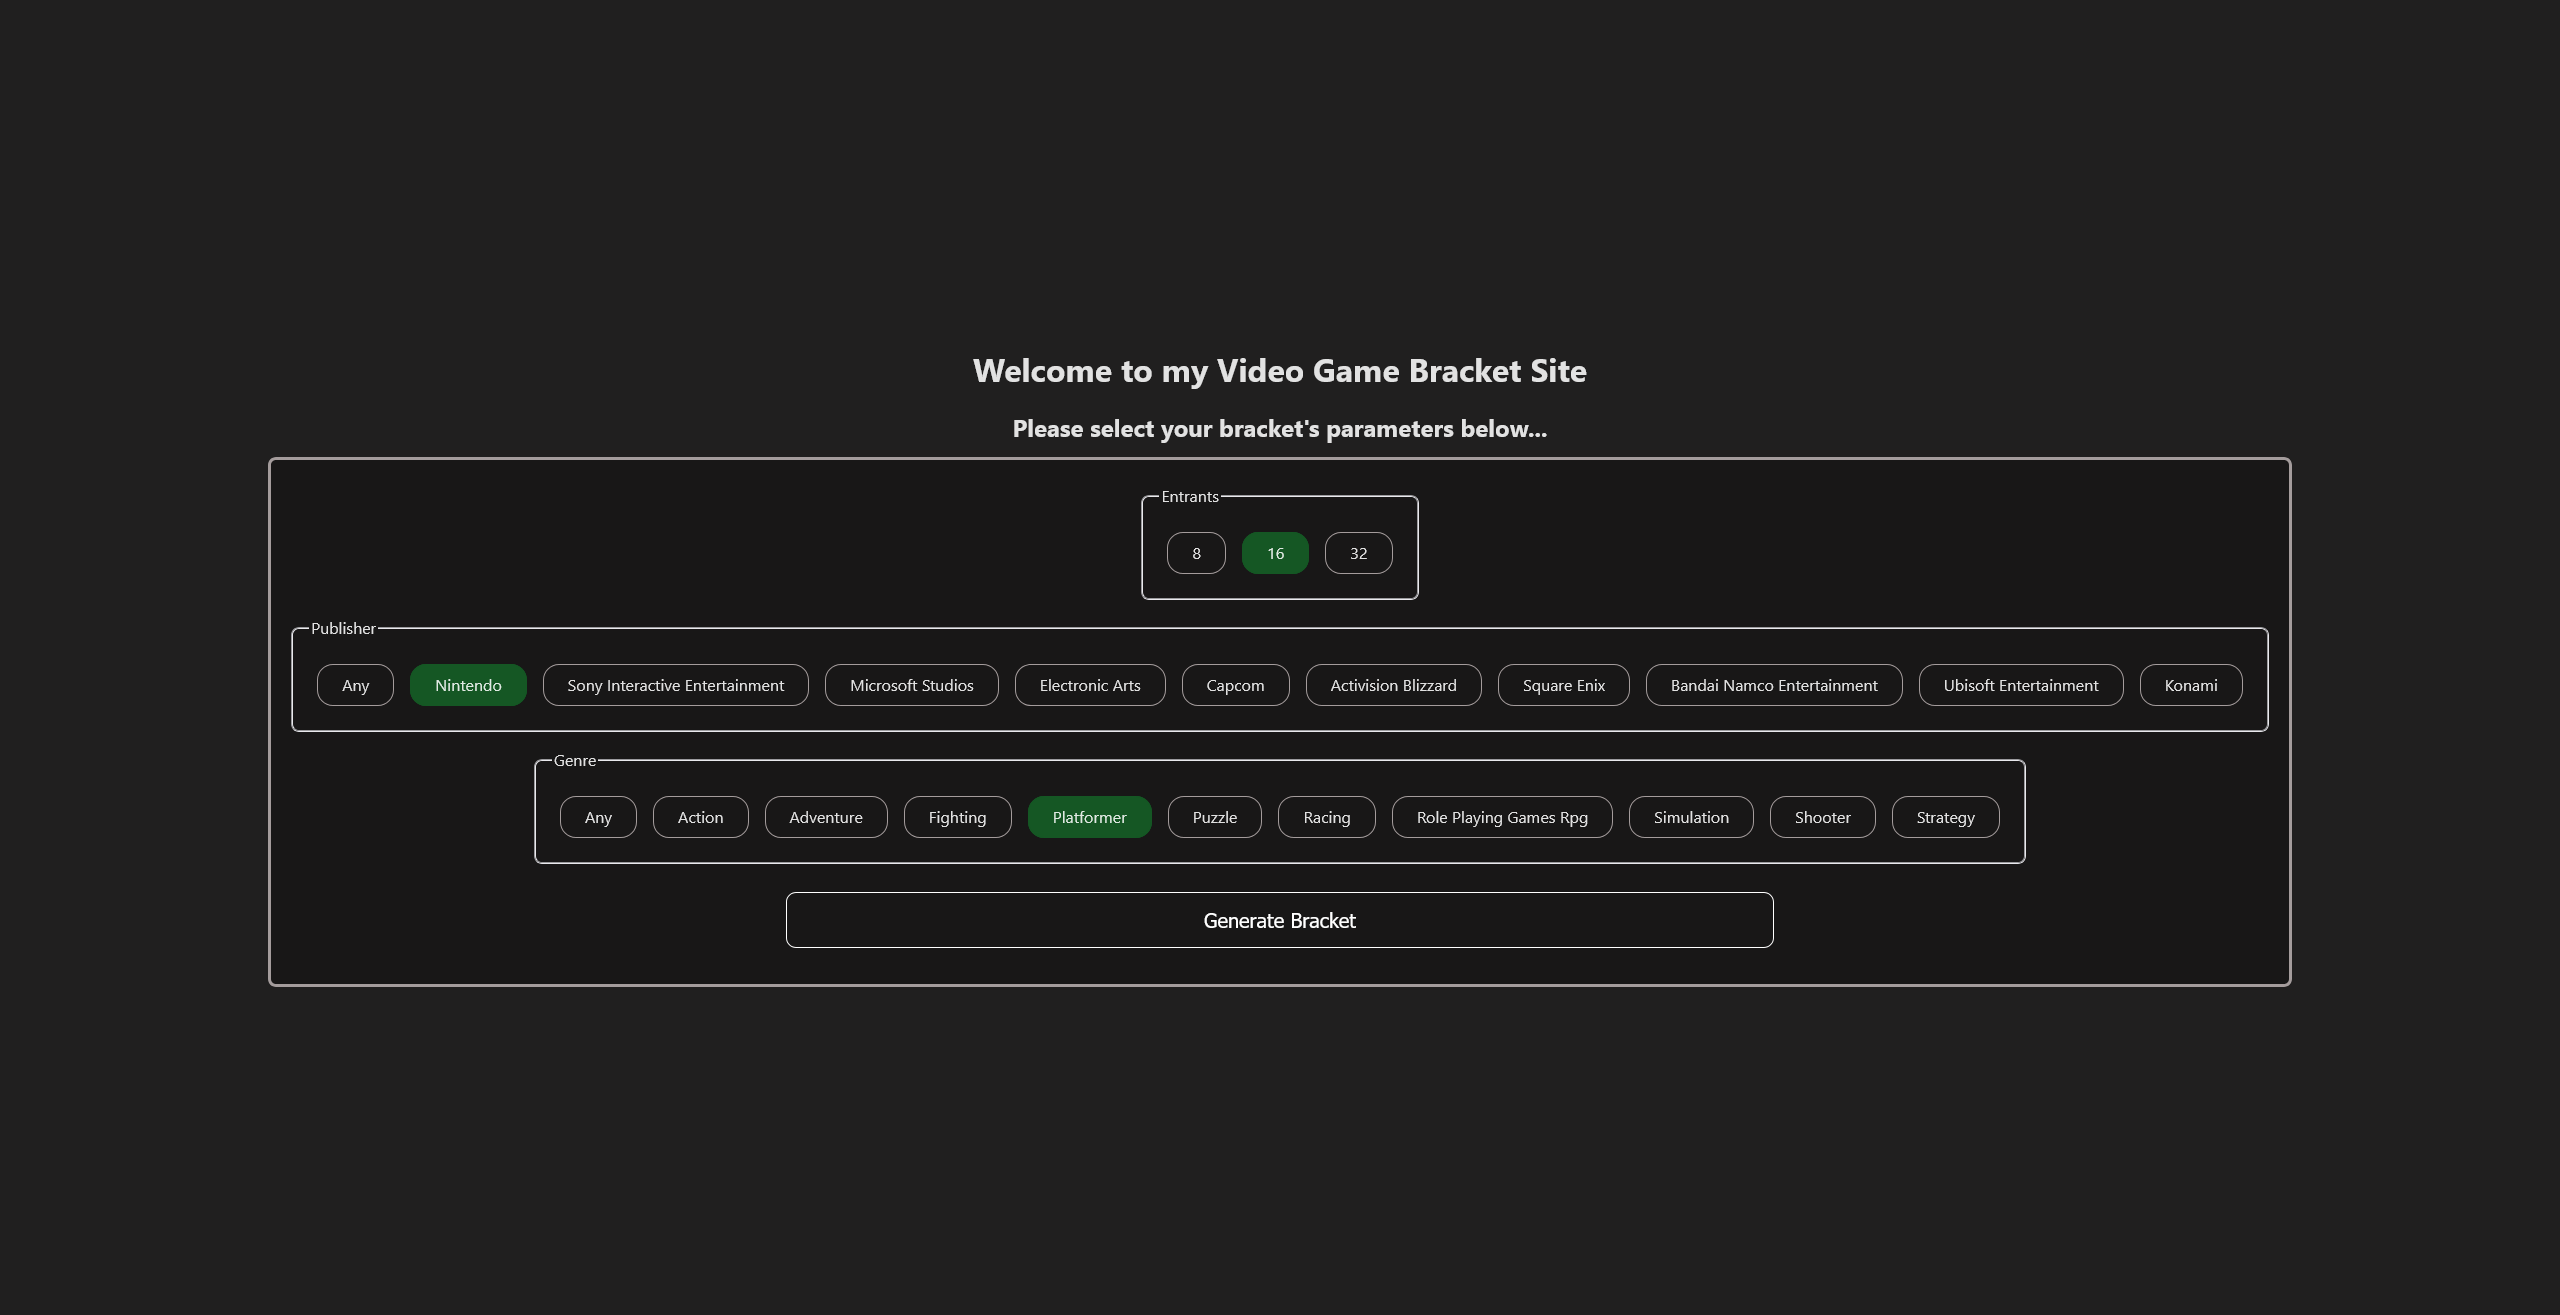 Welcome to my Video Game Bracket Site
Please select your bracket's parameters below...
Entrants
8 16 32
Publisher
Any Nintendo Sony Interactive Entertainment Microsoft Studios Electronic Arts Capcom Activision Blizzard Square Enix Bandai Namco Entertainment Ubisoft Entertainment Konami
Genre
Any Action Adventure Fighting Platformer Puzzle Racing Role Playing Games Rpg Simulation Shooter Strategy
Generate Bracket